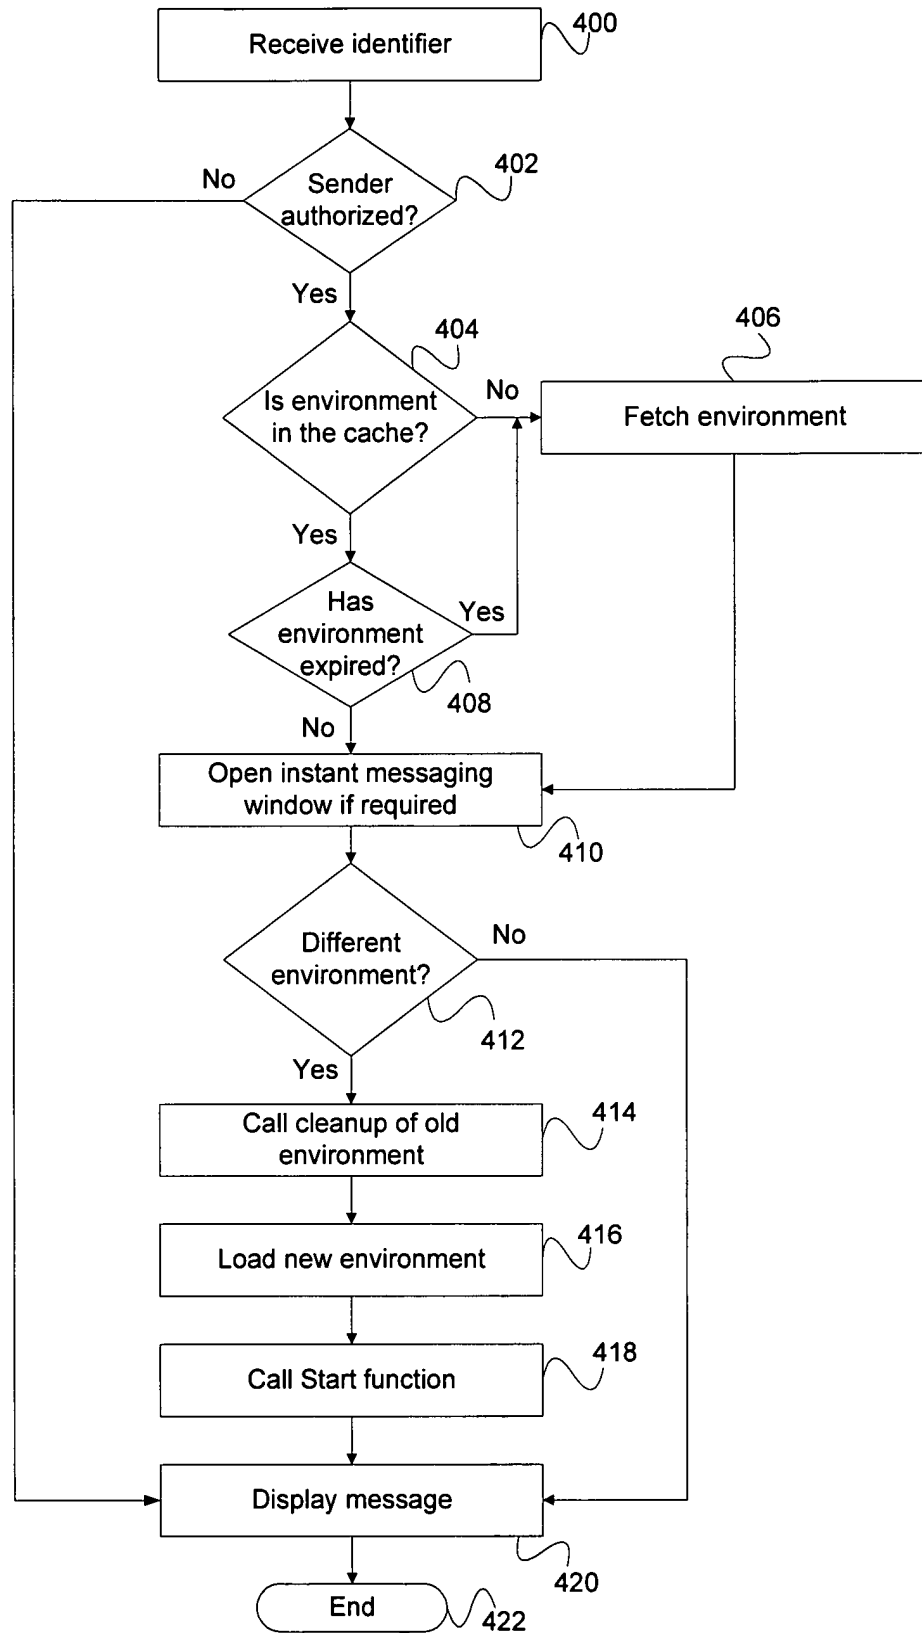 Receive identifier
400
No
Sender
authorized?
402
Yes
404
406
Is environment
in the cache?
No
Fetch environment
Yes
Has
environment
expired?
Yes
408
No
Open instant messaging
window if required
410
Different
environment?
No
412
Yes
Call cleanup of old
environment
414
Load new environment
416
Call Start function
418
Display message
420
End
422